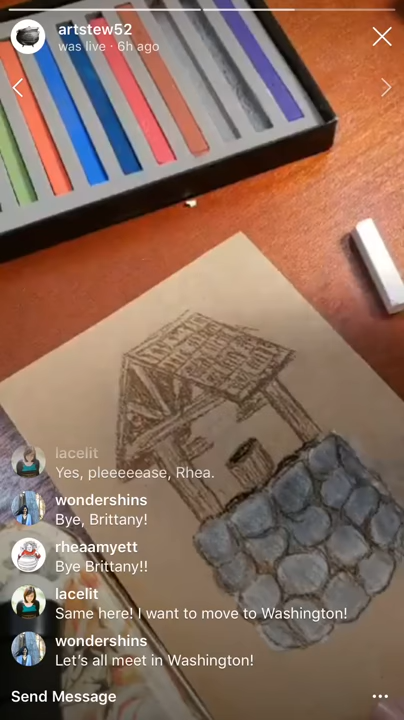 artstew52
was live · 6h ago
lacelit
Yes, pleeeeease, Rhea.
wondershins
Bye, Brittany!
rheaamyett
Bye Brittany!!
lacelit
Same here! I want to move to Washington!
wondershins
Let's all meet in Washington!
Send Message